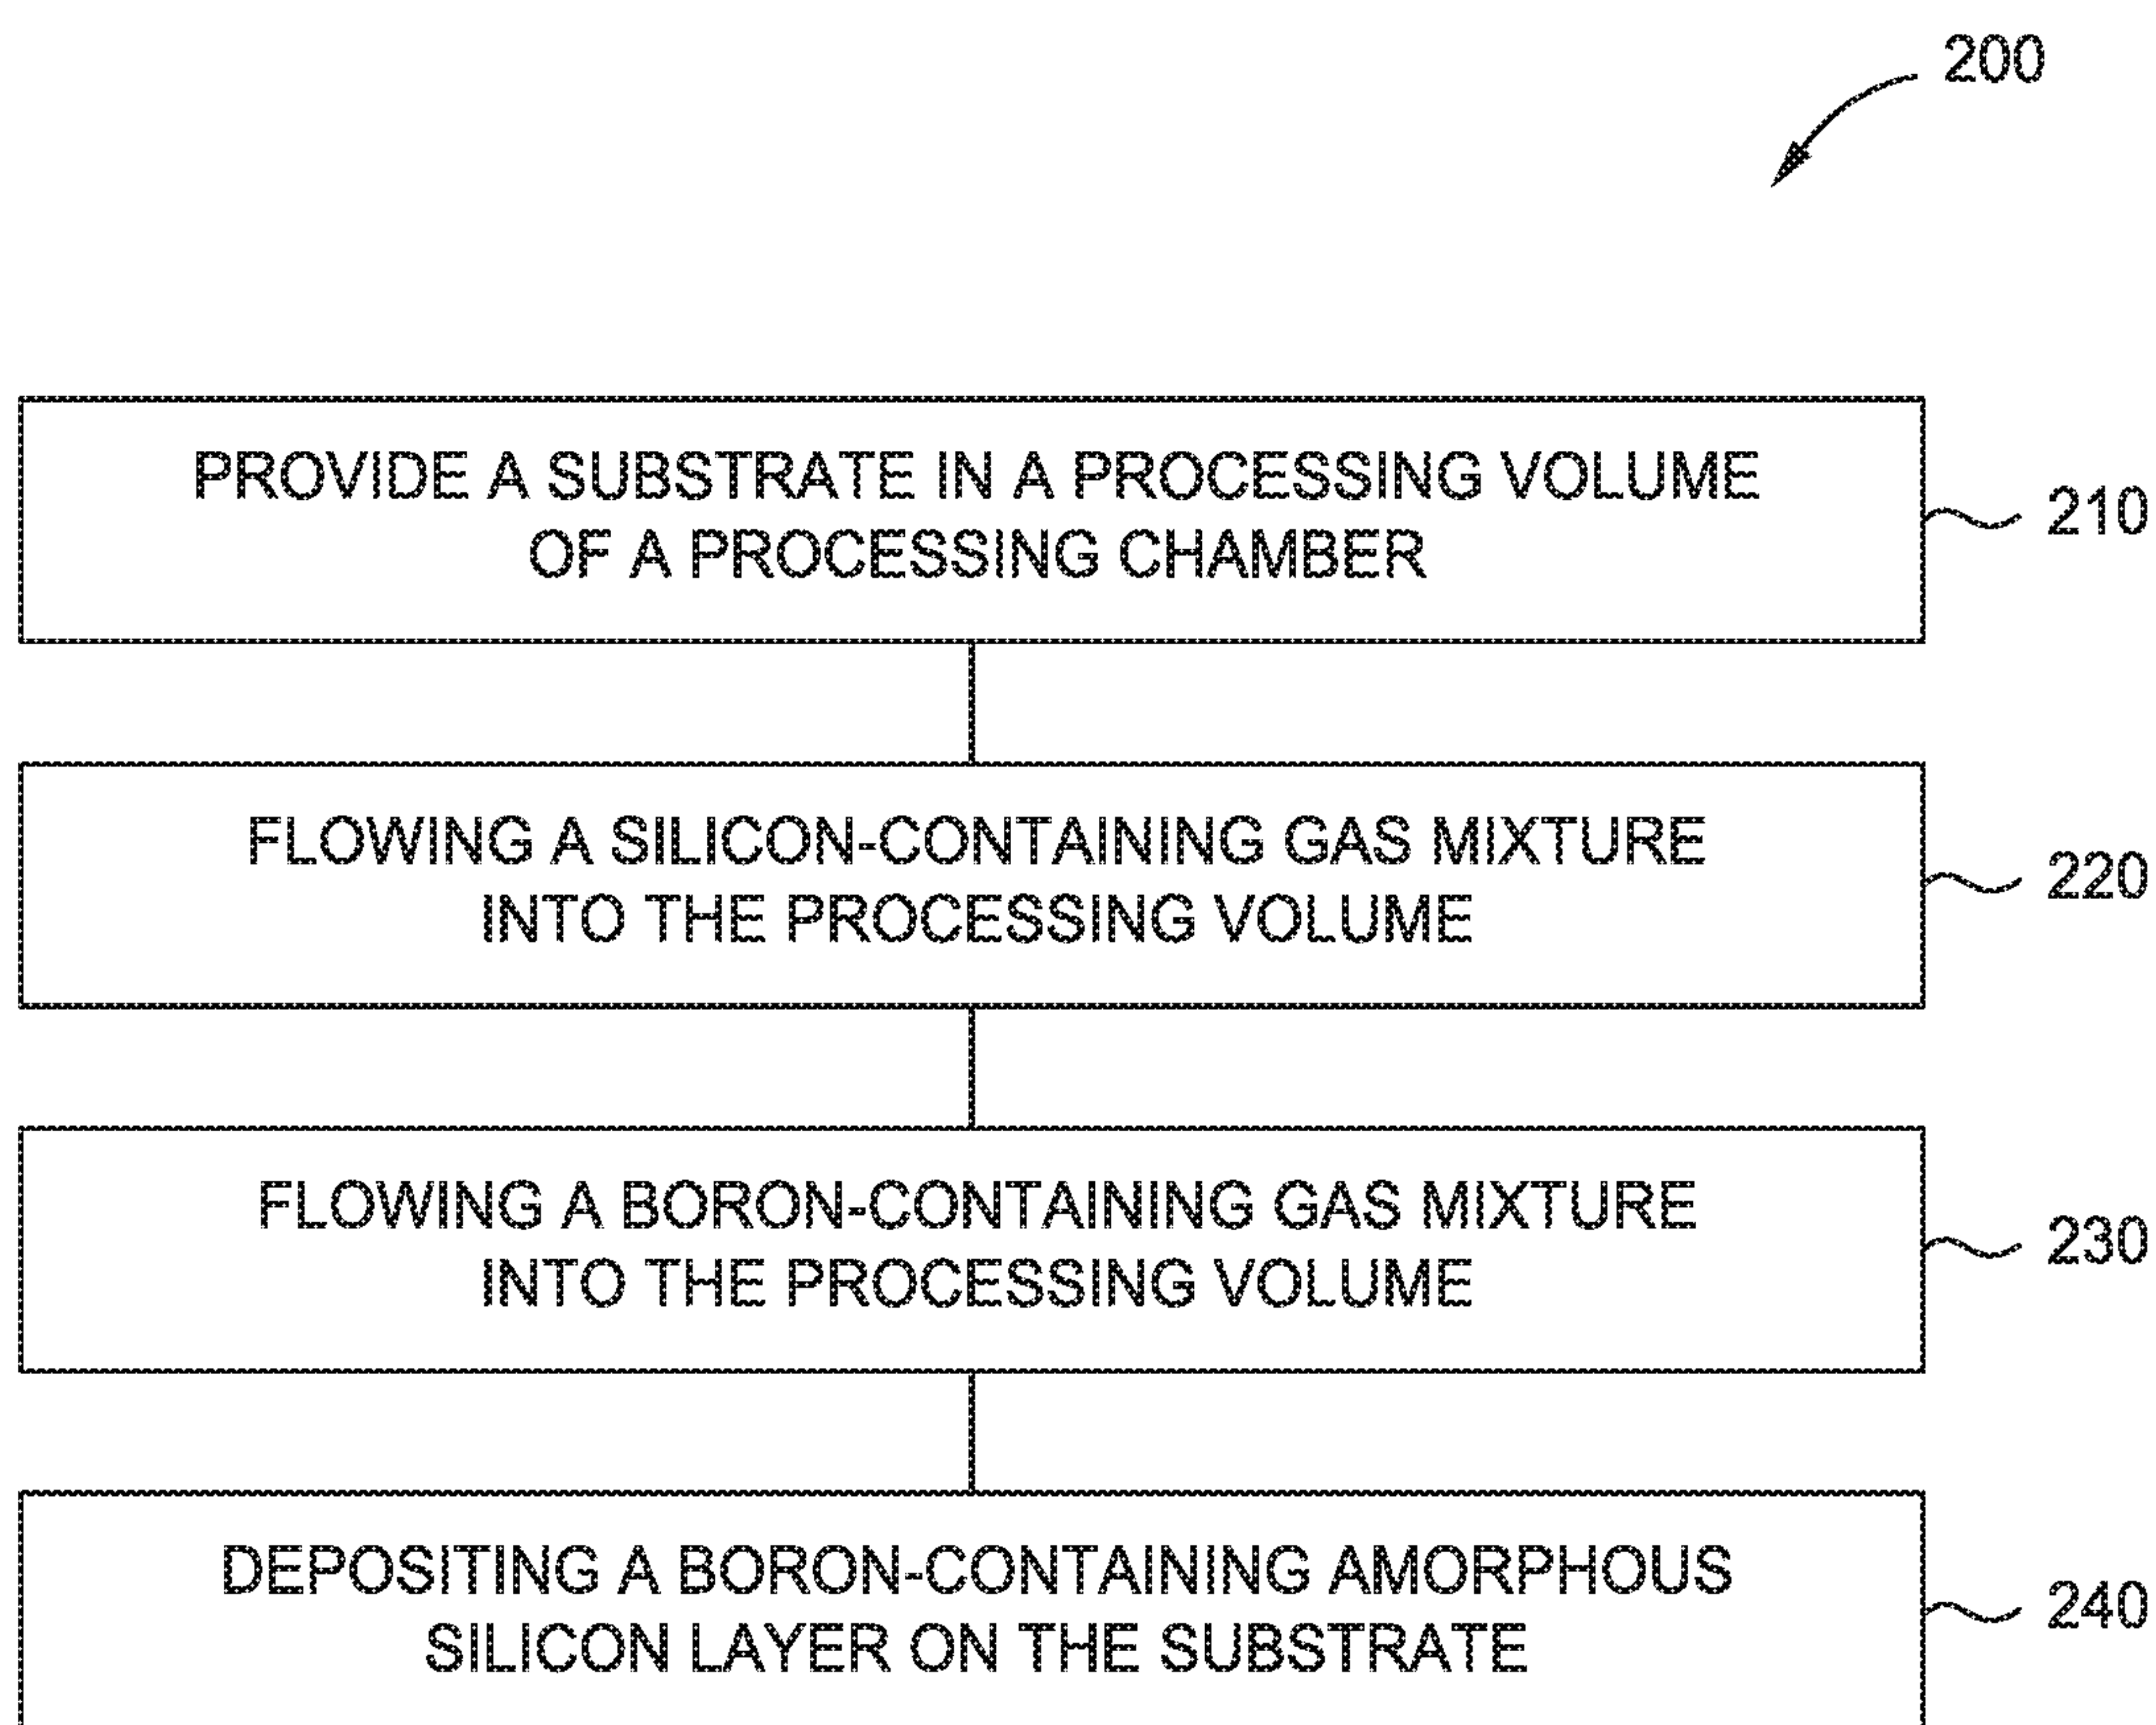 200
PROVIDE A SUBSTRATE IN A PROCESSING VOLUME
OF A PROCESSING CHAMBER
210
FLOWING A SILICON-CONTAINING GAS MIXTURE
INTO THE PROCESSING VOLUME
220
FLOWING A BORON-CONTAINING GAS MIXTURE
INTO THE PROCESSING VOLUME
230
DEPOSITING A BORON-CONTAINING AMORPHOUS
SILICON LAYER ON THE SUBSTRATE
240